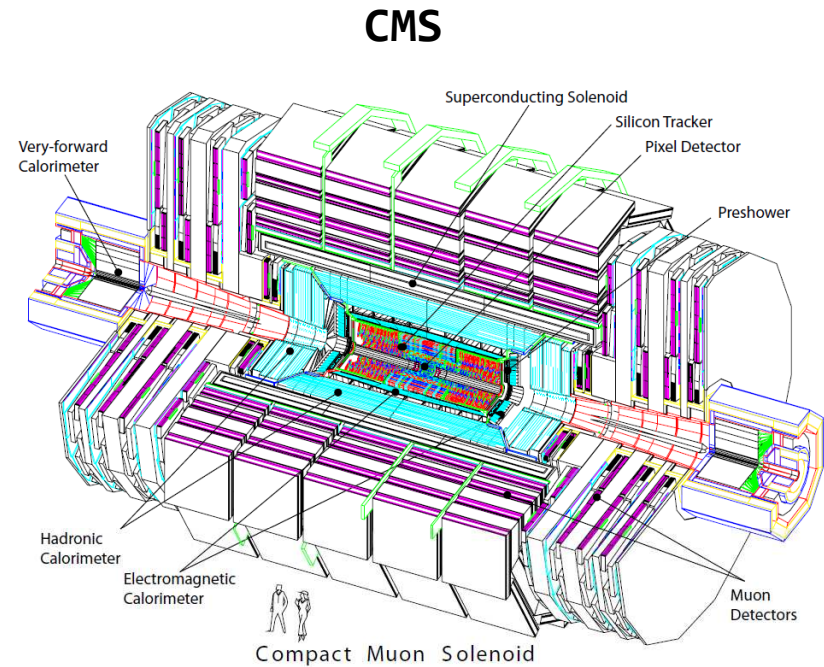 CMS
Superconducting Solenoid
Silicon Tracker
Pixel Detector
Very-forward
Calorimeter
Preshower
Hadronic
Calorimeter
Electromagnetic
Calorimeter
Muon
Detectors
Compact Muon Solenoid